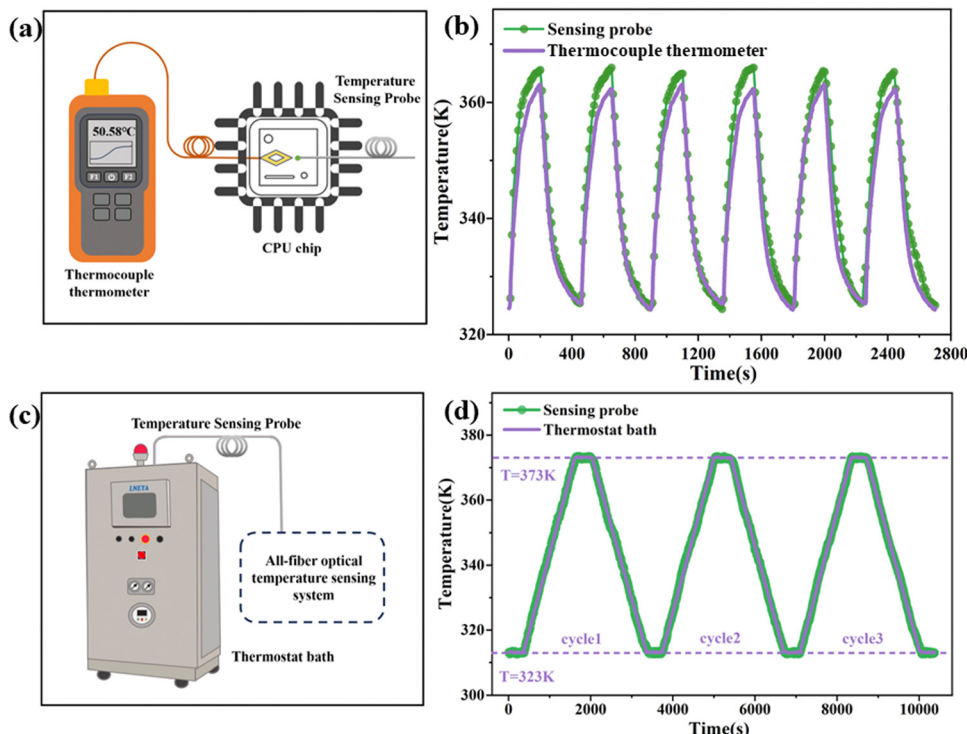 (a)
50.58°C
F1
F2
Thermocouple
thermometer
Temperature
Sensing Probe
CPU chip
(b)
Sensing probe
Thermocouple thermometer
Temperature(K)
360
340
320
0 400 800 1200 1600 2000 2400 2800
Time(s)
(c)
Temperature Sensing Probe
LNEYA
All-fiber optical
temperature sensing
system
Thermostat bath
(d)
Sensing probe
Thermostat bath
Temperature(K)
400
380
360
340
320
300
T=373K
cycle1 cycle2 cycle3
T=323K
0 2000 4000 6000 8000 10000
Time(s)